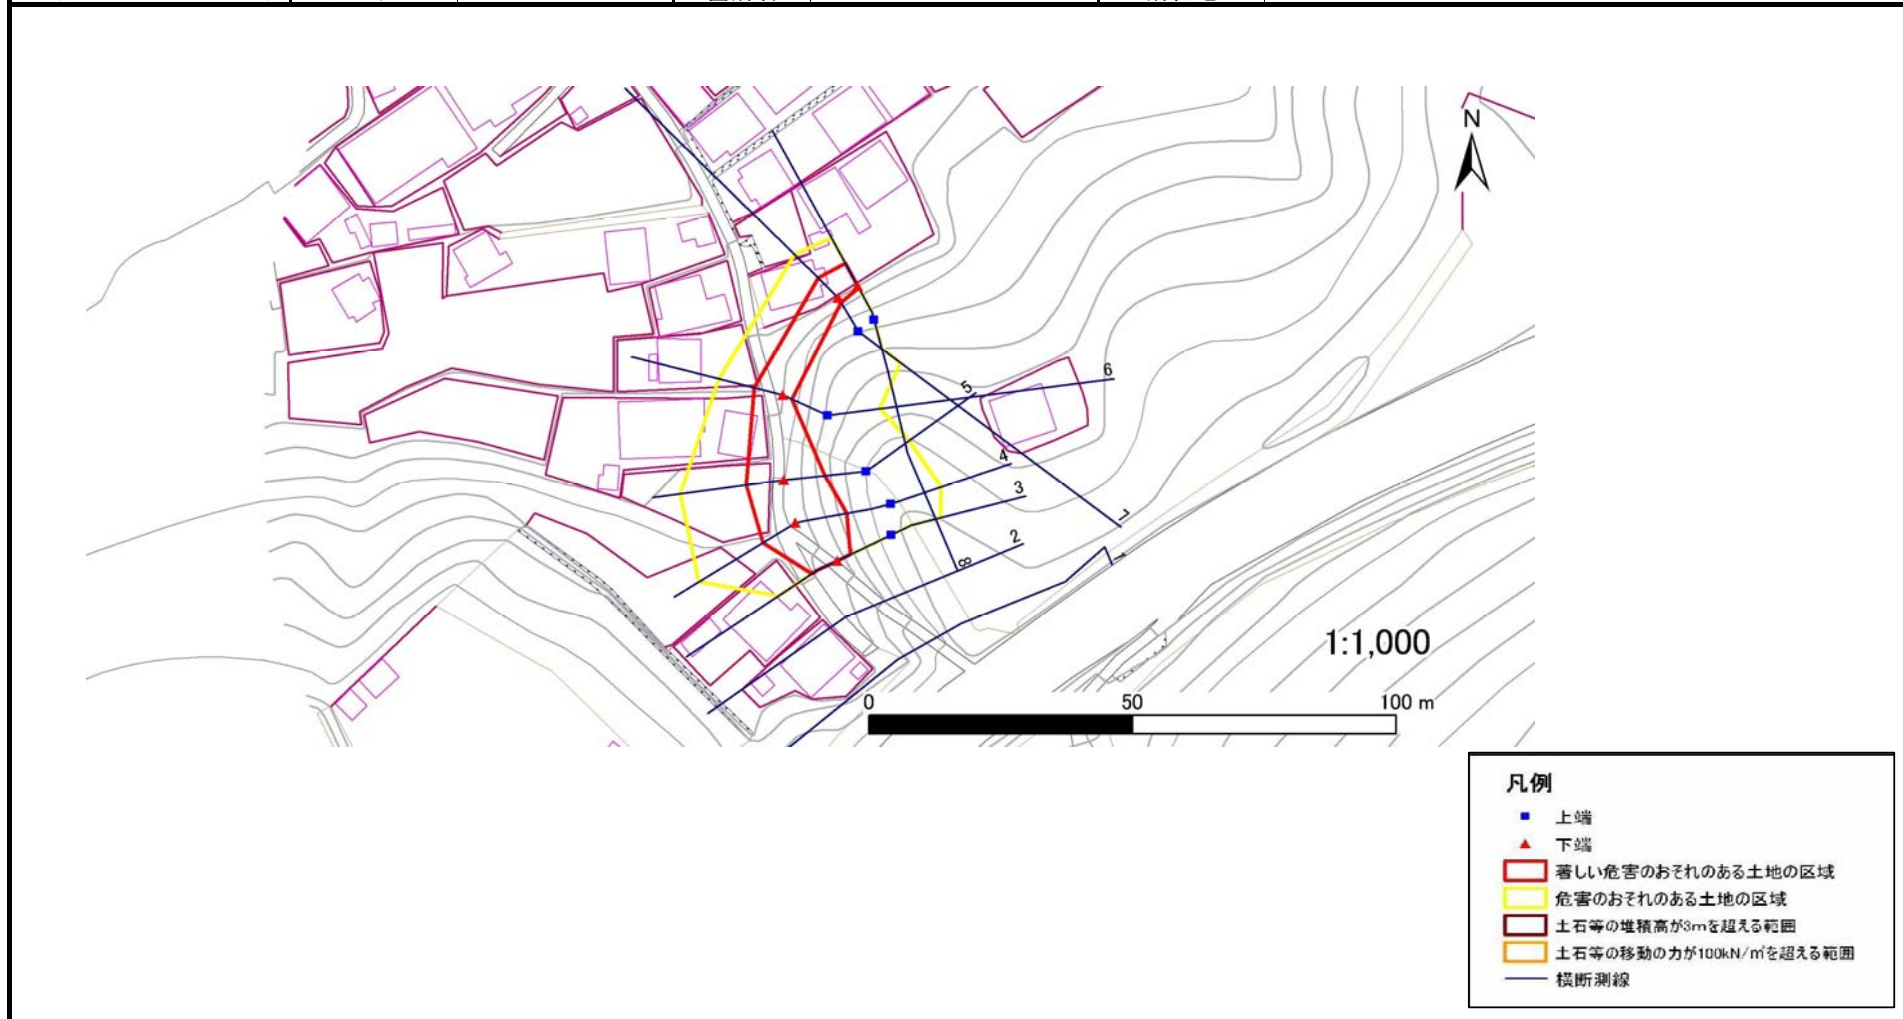 N
6
5
4
3
7
2
8
1
1:1,000
0 50 100 m
凡例
上端
下端
著しい危害のおそれのある土地の区域
危害のおそれのある土地の区域
土石等の堆積高が3mを超える範囲
土石等の移動の力が100kN/㎡を超える範囲
横断測線